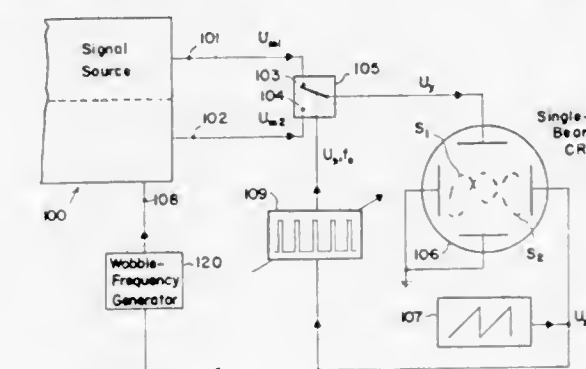 Signal
Source
101
U
103
104
105
102
U
U
Single-
Bea
CR
S1
S2
100
108
109
106
Wobble-
Frequency
Generator
120
107
U